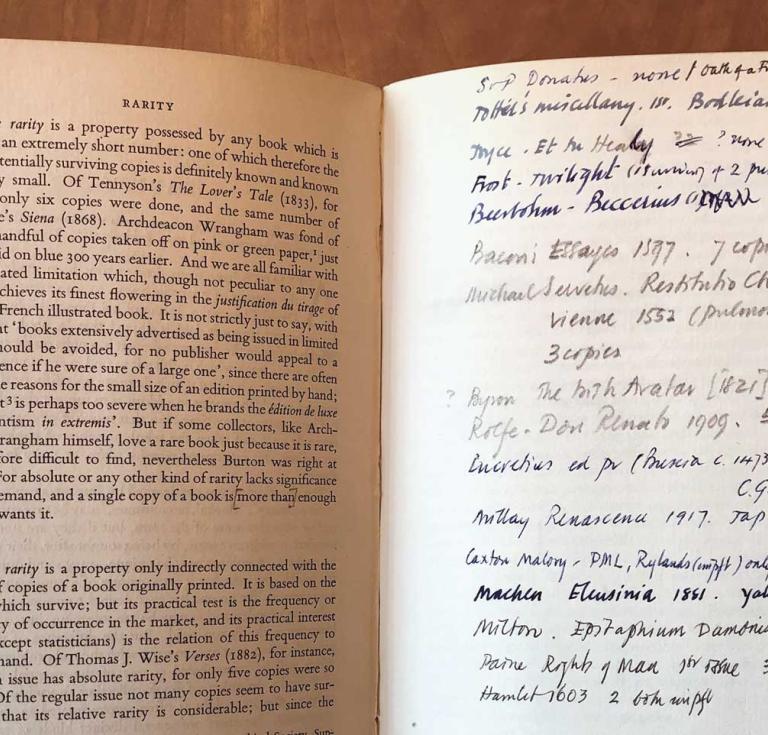 RARITY
rarity is a property possessed by any book which is
an extremely short number: one of which therefore the
tentially surviving copies is definitely known and known
y small. Of Tennyson's The Lover's Tale (1833), for
only six copies were done, and the same number of
e's Siena (1868). Archdeacon Wrangham was fond of
andful of copies taken off on pink or green paper,¹ just
id on blue 300 years earlier. And we are all familiar with
ated limitation which, though not peculiar to any one
chieves its finest flowering in the justification du tirage of
French illustrated book. It is not strictly just to say, with
at 'books extensively advertised as being issued in limited
hould be avoided, for no publisher would appeal to a
ence if he were sure of a large one', since there are often
e reasons for the small size of an edition printed by hand;
t³ is perhaps too severe when he brands the édition de luxe
antism in extremis'. But if some collectors, like Arch-
rangham himself, love a rare book just because it is rare,
fore difficult to find, nevertheless Burton was right at
For absolute or any other kind of rarity lacks significance
emand, and a single copy of a book is more than enough
wants it.
rarity is a property only indirectly connected with the
f copies of a book originally printed. It is based on the
which survive; but its practical test is the frequency or
y of occurrence in the market, and its practical interest
xcept statisticians) is the relation of this frequency to
mand. Of Thomas J. Wise's Verses (1882), for instance,
issue has absolute rarity, for only five copies were so
Of the regular issue not many copies seem to have sur-
that its relative rarity is considerable; but since the
Donatus - none / Oath of a F
Tottel's miscellany. 1st. Bodleian
Joyce. Et tu Healy ? none
Frost - Twilight of 2 
Beerbohm - Beccerius
Bacon's Essayes 1597. 7 copi
Michael Servetus. Restitutio Ch
Vienne 1552 (pulmo
3 copies
? Byron The Irish Avatar [1821]
Rolfe. Don Renato 1909.
Lucretius ed pr (Brescia c. 1473
C.G.
Millay Renascence 1917. Jap
Caxton Malory - PML, Rylands (impft) only
Machen Eleusinia 1881. yal
Milton. Epitaphium Damonis
Paine Rights of Man 1st issue 3
Hamlet 1603 2 both impft